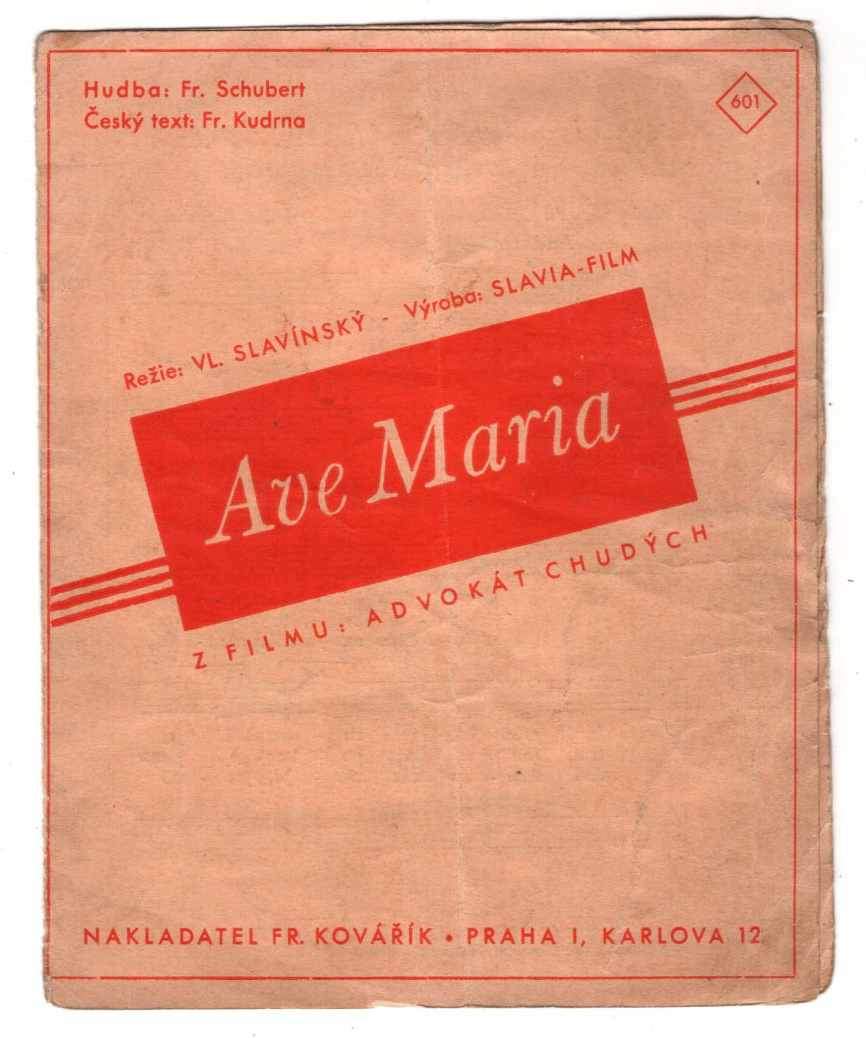 Hudba: Fr. Schubert
Český text: Fr. Kudrna
601
Režie: VL. SLAVÍNSKÝ - Výroba: SLAVIA-FILM
Ave Maria
Z FILMU: ADVOKÁT CHUDÝCH
NAKLADATEL FR. KOVÁŘÍK • PRAHA I, KARLOVA 12